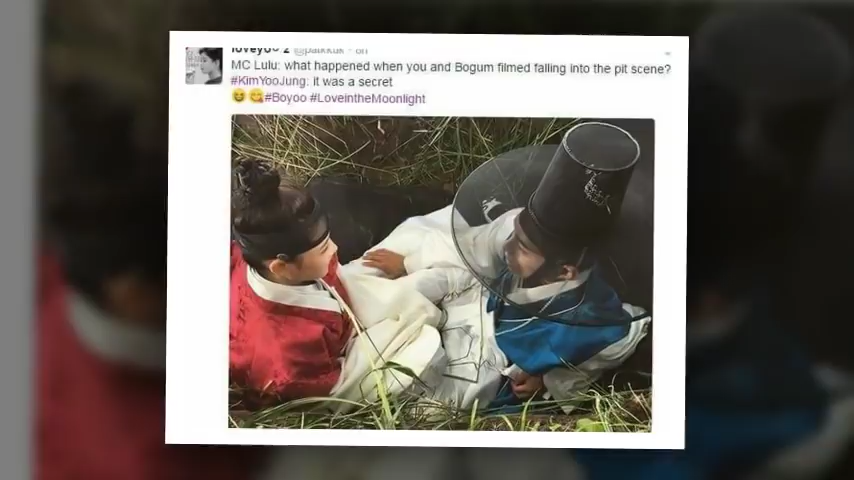 MC Lulu: what happened when you and Bogum filmed falling into the pit scene?
#KimYooJung: it was a secret
#Boyoo #LoveintheMoonlight